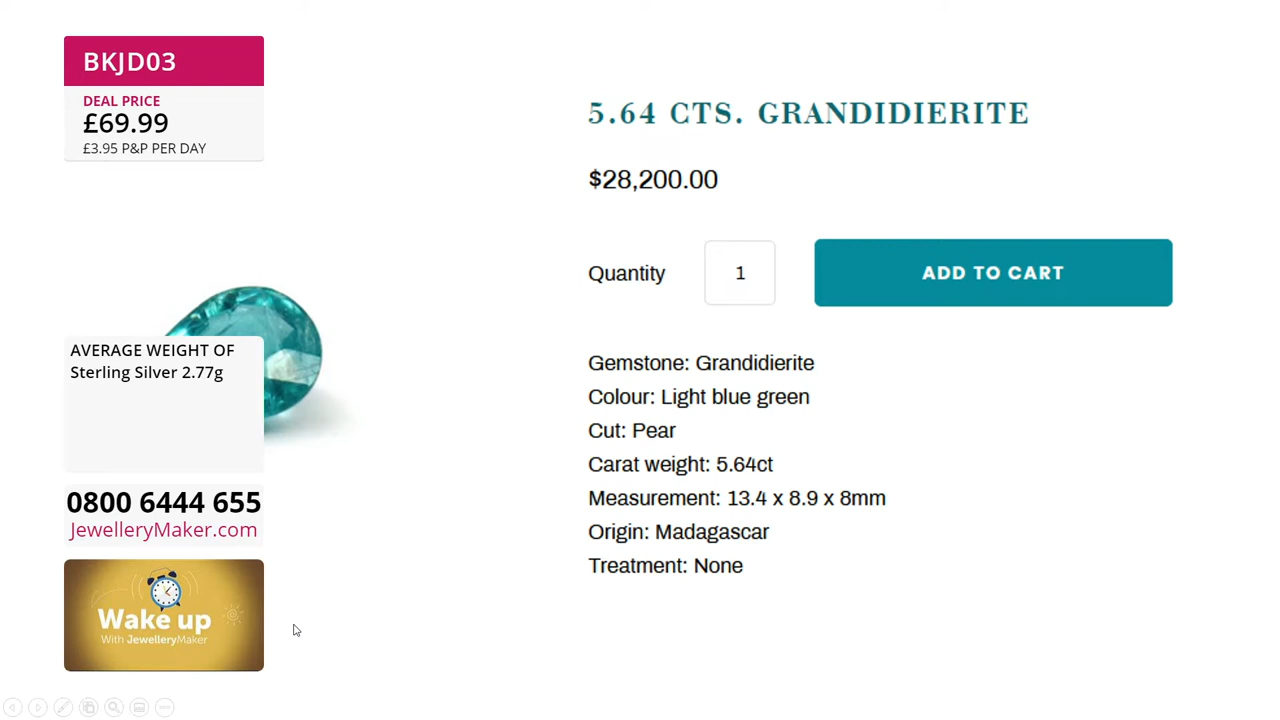 BKJD03
DEAL PRICE
£69.99
£3.95 P&P PER DAY
AVERAGE WEIGHT OF
Sterling Silver 2.77g
0800 6444 655
JewelleryMaker.com
Wake up
With JewelleryMaker
5.64 CTS. GRANDIDIERITE
$28,200.00
Quantity
1
ADD TO CART
Gemstone: Grandidierite
Colour: Light blue green
Cut: Pear
Carat weight: 5.64ct
Measurement: 13.4 x 8.9 x 8mm
Origin: Madagascar
Treatment: None